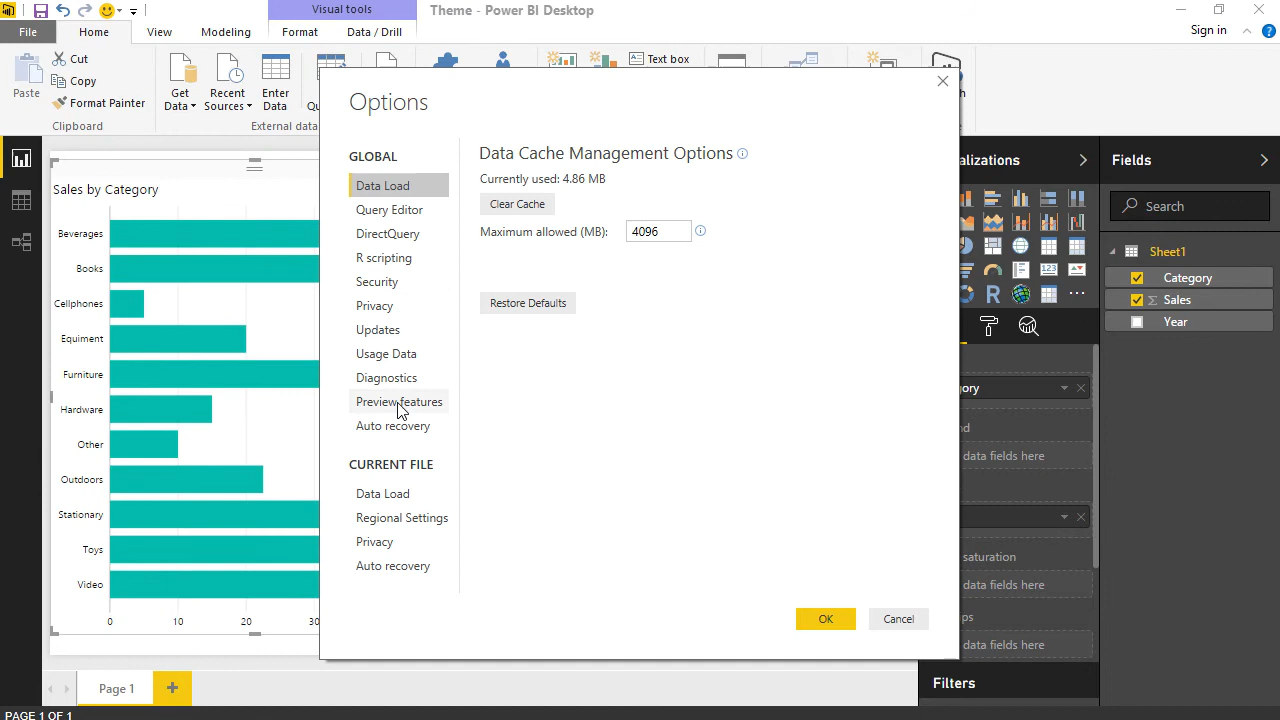 Visual tools
Theme - Power BI Desktop
File
Home
View
Modeling
Format
Data / Drill
Sign in
Paste
Cut
Copy
Format Painter
Clipboard
Get
Data
Recent
Sources
Enter
Data
External data
Text box
Options
GLOBAL
Data Load
Query Editor
DirectQuery
R scripting
Security
Privacy
Updates
Usage Data
Diagnostics
Preview features
Auto recovery
CURRENT FILE
Data Load
Regional Settings
Privacy
Auto recovery
Data Cache Management Options
Currently used: 4.86 MB
Clear Cache
Maximum allowed (MB): 4096
Restore Defaults
OK
Cancel
Sales by Category
Beverages
Books
Cellphones
Equiment
Furniture
Hardware
Other
Outdoors
Stationary
Toys
Video
0 10 20 30
alizations
R
123
data fields here
data fields here
saturation
data fields here
data fields here
Filters
Fields
Search
Sheet1
Category
Σ Sales
Year
Page 1
PAGE 1 OF 1